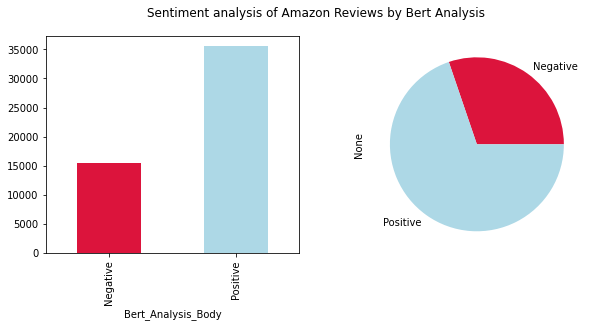 Sentiment analysis of Amazon Reviews by Bert Analysis
35000
30000
25000
20000
15000
10000
5000
0
Negative
Positive
Bert_Analysis_Body
None
Negative
Positive